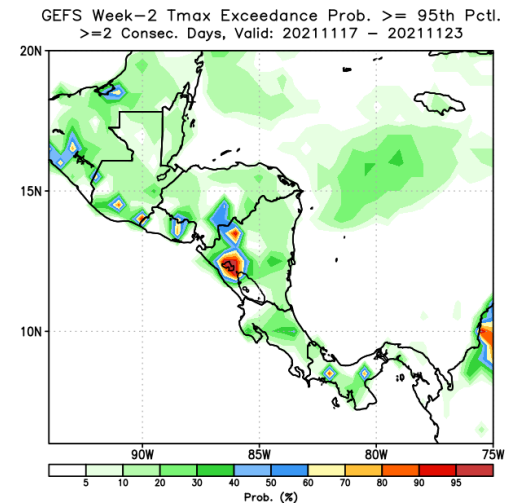 GEFS Week-2 Tmax Exceedance Prob. >= 95th Pctl.
>=2 Consec. Days, Valid: 20211117 - 20211123
20N
15N
10N
90W 85W 80W 75W
5 10 20 30 40 50 60 70 80 90 95
Prob. (%)